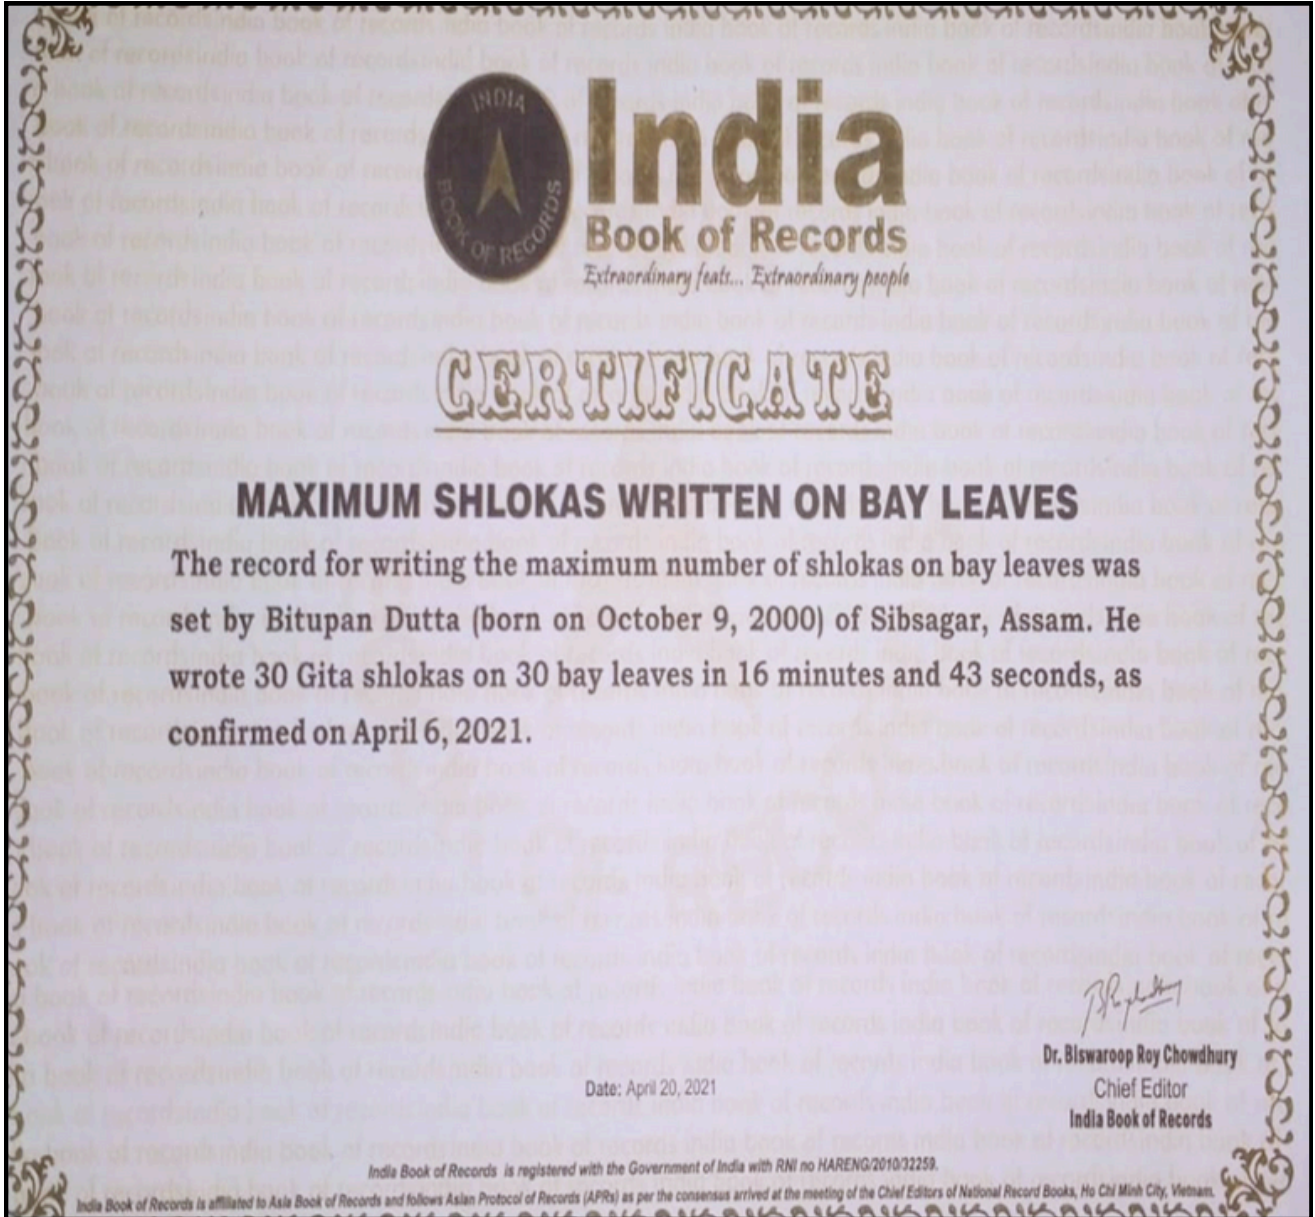 INDIA
BOOK OF RECORDS
India
Book of Records
Extraordinary feats... Extraordinary people
CERTIFICATE
MAXIMUM SHLOKAS WRITTEN ON BAY LEAVES
The record for writing the maximum number of shlokas on bay leaves was
set by Bitupan Dutta (born on October 9, 2000) of Sibsagar, Assam. He
wrote 30 Gita shlokas on 30 bay leaves in 16 minutes and 43 seconds, as
confirmed on April 6, 2021.
Dr. Biswaroop Roy Chowdhury
Date: April 20, 2021
Chief Editor
India Book of Records
India Book of Records is registered with the Government of India with RNI no HARENG/2010/32259.
India Book of Records is affiliated to Asia Book of Records and follows Asian Protocol of Records (APRs) as per the consensus arrived at the meeting of the Chief Editors of National Record Books, Ho Chi Minh City, Vietnam.